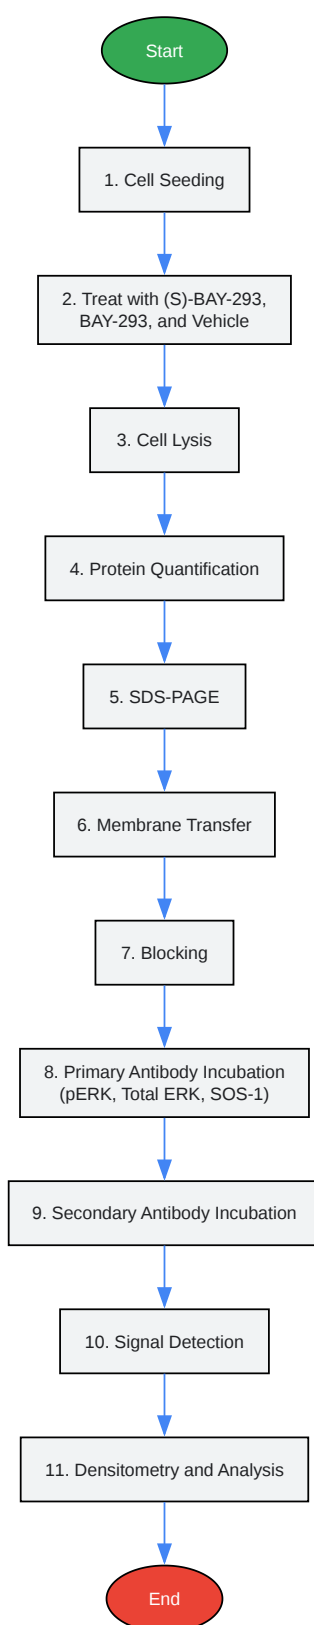 Start
1. Cell Seeding
2. Treat with (S)-BAY-293,
BAY-293, and Vehicle
3. Cell Lysis
4. Protein Quantification
5. SDS-PAGE
6. Membrane Transfer
7. Blocking
8. Primary Antibody Incubation
(pERK, Total ERK, SOS-1)
9. Secondary Antibody Incubation
10. Signal Detection
11. Densitometry and Analysis
End